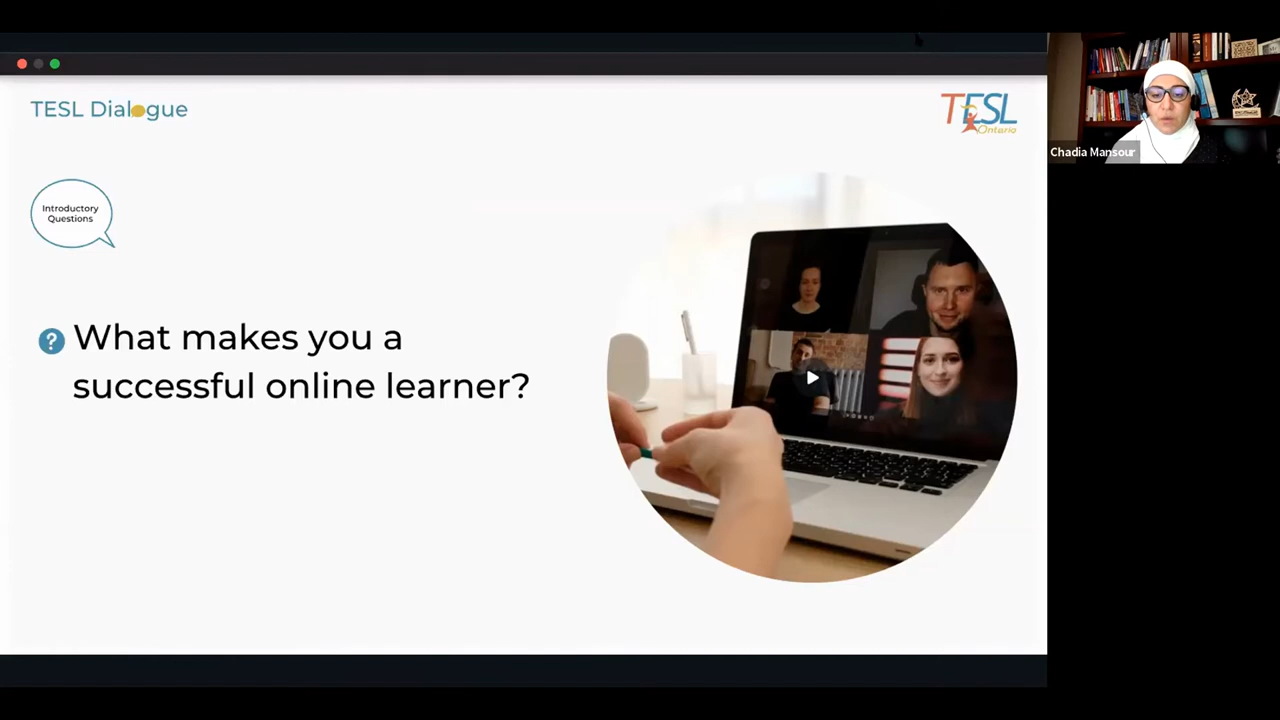 TESL Dialogue
TESL
Ontario
Chadia Mansour
Introductory
Questions
? What makes you a
successful online learner?